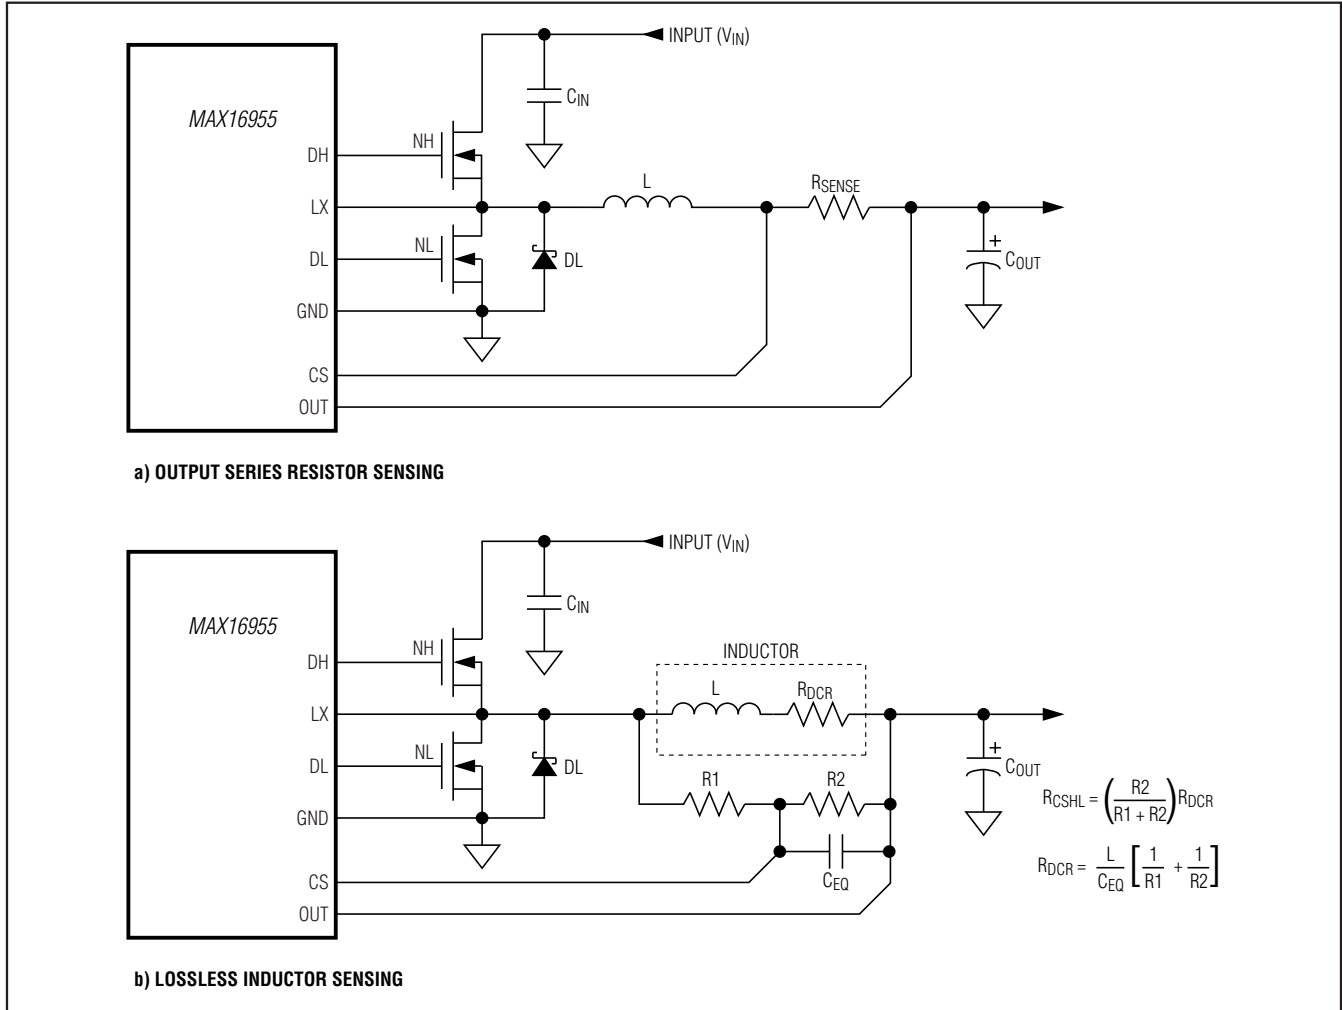 INPUT (VIN)
CIN
MAX16955
NH
DH
L
RSENSE
LX
NL
DL
DL
+
COUT
GND
CS
OUT
a) OUTPUT SERIES RESISTOR SENSING
INPUT (VIN)
CIN
MAX16955
NH
DH
INDUCTOR
L
RDCR
LX
NL
DL
DL
+
COUT
R1
R2
RCSHL = (R2 / R1 + R2) RDCR
GND
CEQ
RDCR = L / CEQ [1 / R1 + 1 / R2]
CS
OUT
b) LOSSLESS INDUCTOR SENSING